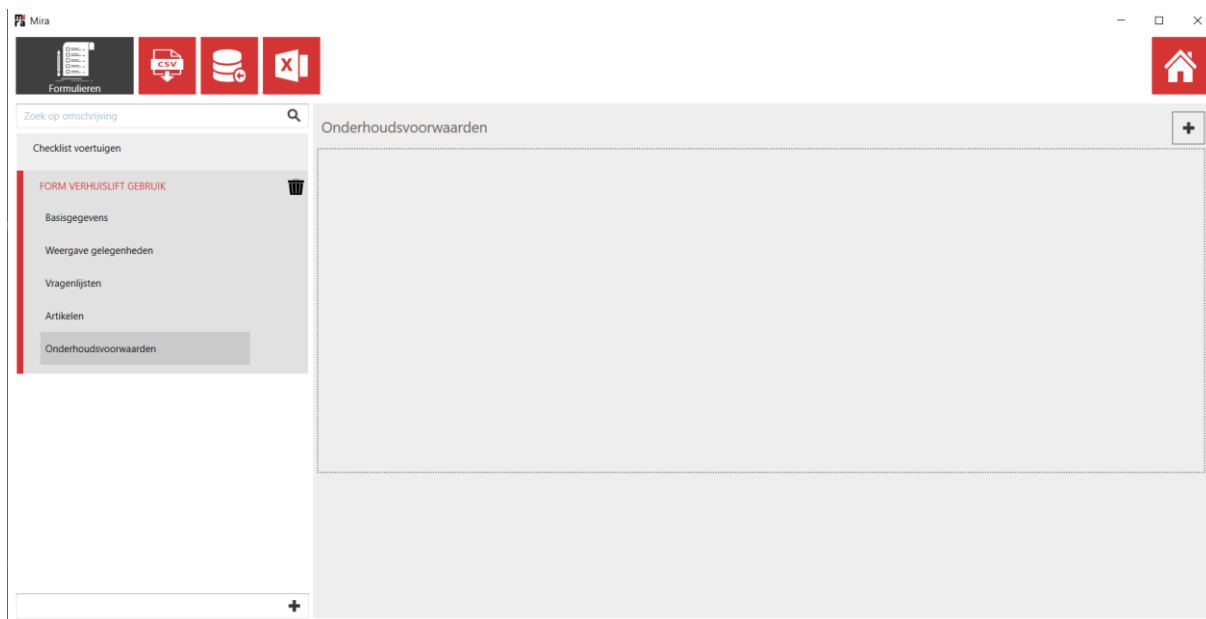 Mira
CSV
X
Formulieren
Zoek op omschrijving
Onderhoudsvoorwaarden
Checklist voertuigen
FORM VERHUISLIFT GEBRUIK
Basisgegevens
Weergave gelegenheden
Vragenlijsten
Artikelen
Onderhoudsvoorwaarden